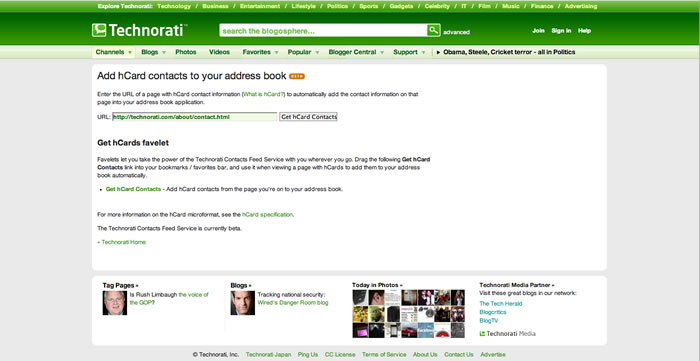 Explore Technorati: Technology / Business / Entertainment / Lifestyle / Politics / Sports / Gadgets / Celebrity / IT / Film / Music / Finance / Advertising
Technorati™
search the blogosphere...
advanced
Join Sign in Help
Channels Blogs Photos Videos Favorites Popular Blogger Central Support Obama, Steele, Cricket terror - all in Politics
Add hCard contacts to your address book BETA
Enter the URL of a page with hCard contact information (What is hCard?) to automatically add the contact information on that
page into your address book application.
URL: http://technorati.com/about/contact.html Get hCard Contacts
Get hCards favelet
Favelets let you take the power of the Technorati Contacts Feed Service with you wherever you go. Drag the following Get hCard
Contacts link into your bookmarks / favorites bar, and use it when viewing a page with hCards to add them to your address
book automatically.
• Get hCard Contacts - Add hCard contacts from the page you're on to your address book.
For more information on the hCard microformat, see the hCard specification.
The Technorati Contacts Feed Service is currently beta.
« Technorati Home
Tag Pages »
Is Rush Limbaugh the voice of
the GOP?
Blogs »
Tracking national security:
Wired's Danger Room blog
Today in Photos »
Technorati Media Partner »
Visit these great blogs in our network:
The Tech Herald
Blogcritics
BlogTV
Technorati Media
© Technorati, Inc. Technorati Japan Ping Us CC License Terms of Service About Us Contact Us Advertise